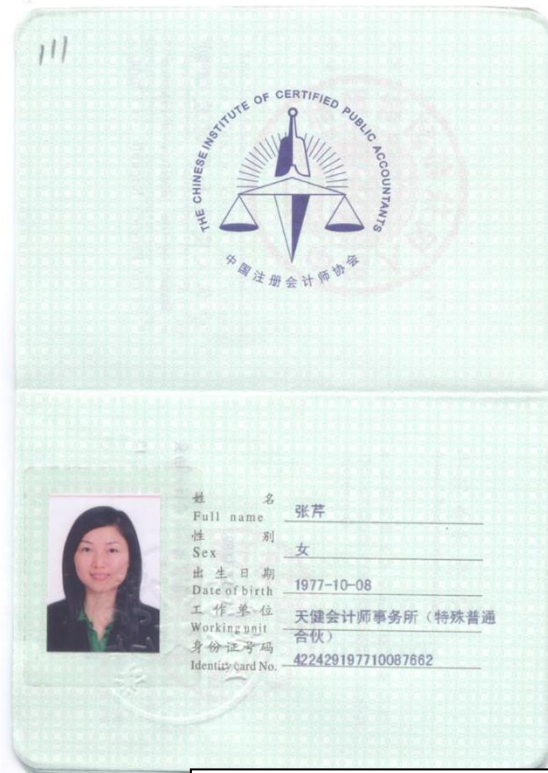 111
THE CHINESE INSTITUTE OF CERTIFIED PUBLIC ACCOUNTANTS
中国注册会计师协会
姓 名
Full name 张芹
性 别
Sex 女
出生日期
Date of birth 1977-10-08
工作单位
Working unit 天健会计师事务所（特殊普通
合伙）
身份证号码
Identity card No. 422429197710087662